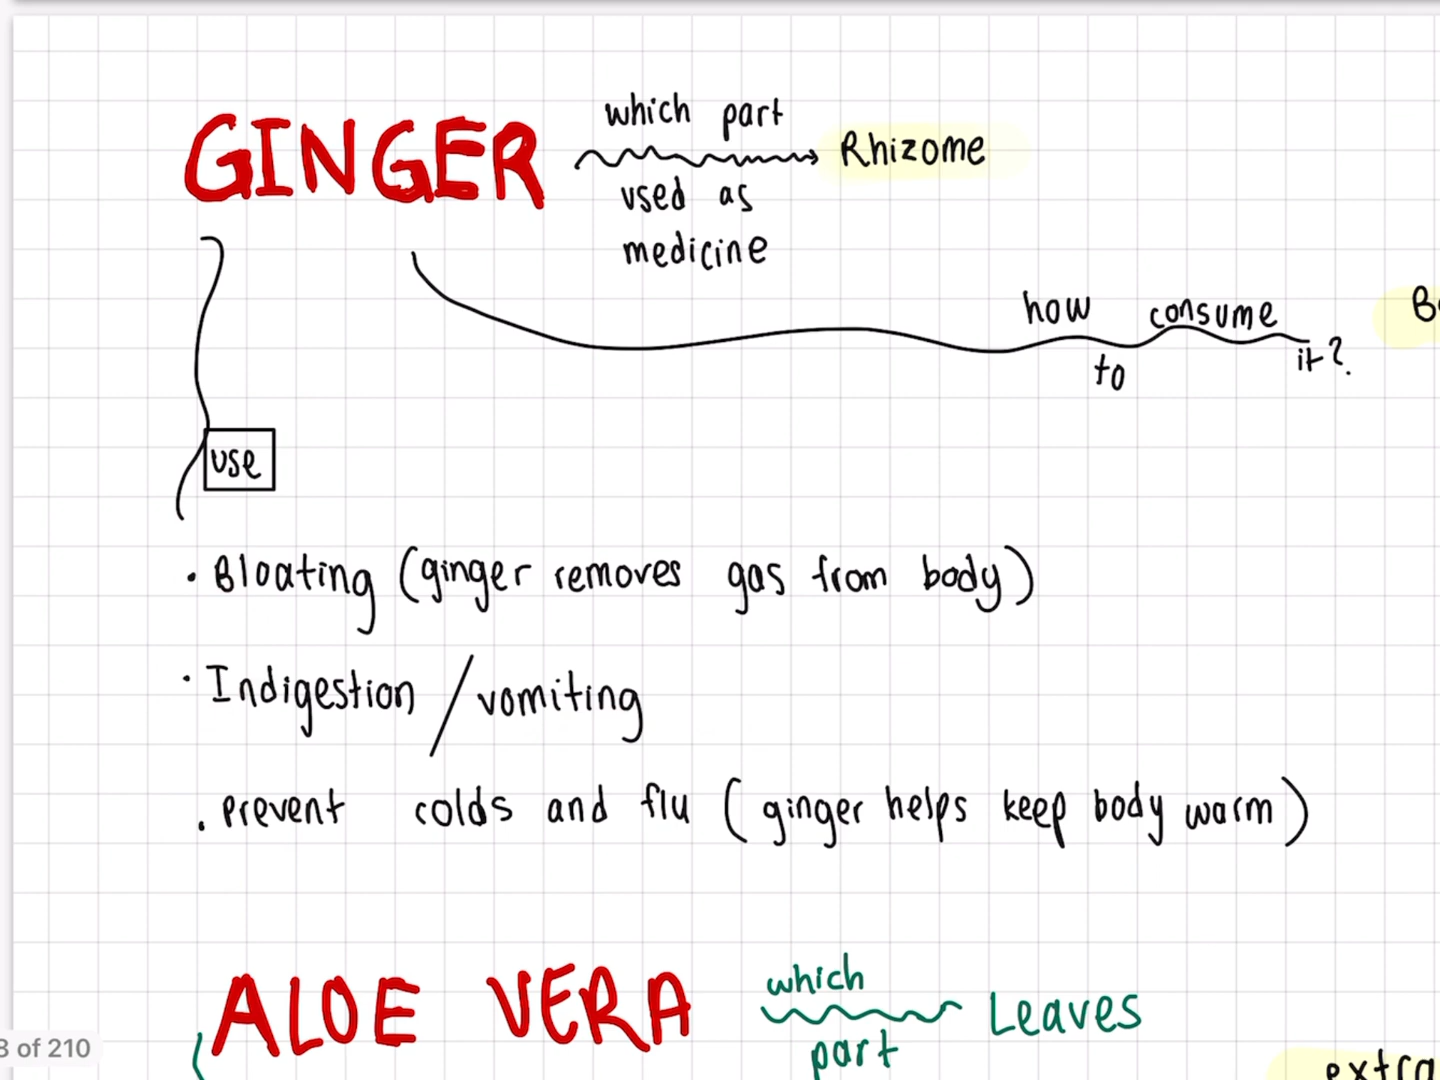 GINGER which part used as medicine Rhizome
how to consume it?
use
· Bloating (ginger removes gas from body)
· Indigestion / vomiting
. prevent colds and flu (ginger helps keep body warm)
ALOE VERA which part Leaves
of 210
extra